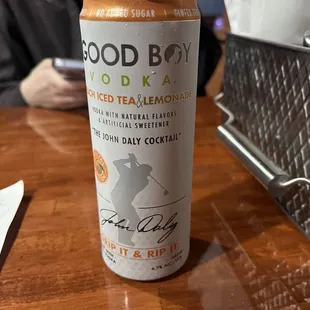 NO ADDED SUGAR
GOOD BOY
VODKA
ICED TEA & LEMONADE
VODKA WITH NATURAL FLAVORS
& ARTIFICIAL SWEETENER
"THE JOHN DALY COCKTAIL"
John Daly
RIP IT & RIP IT